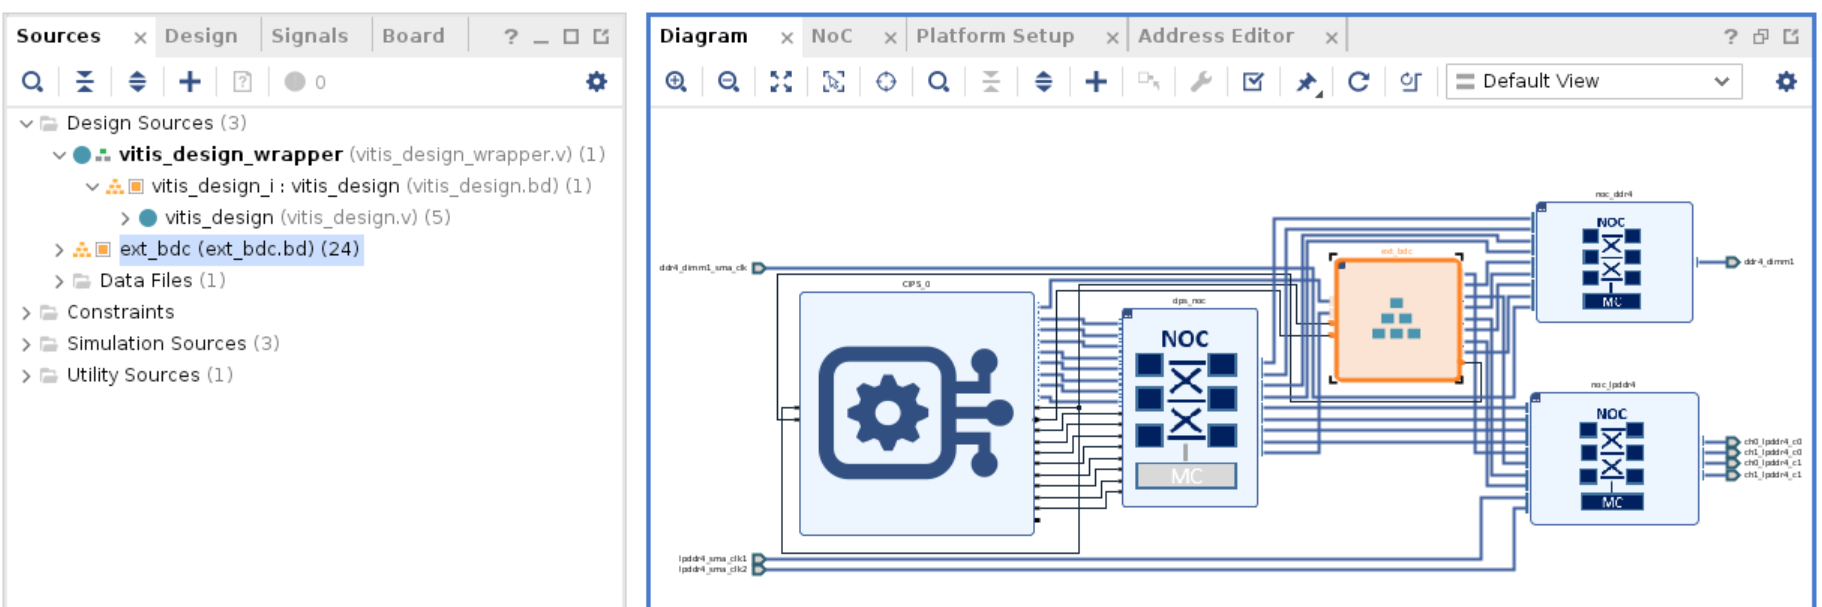 Sources
Design
Signals
Board
?
? 0
Design Sources (3)
vitis_design_wrapper (vitis_design_wrapper.v) (1)
vitis_design_i : vitis_design (vitis_design.bd) (1)
vitis_design (vitis_design.v) (5)
ext_bdc (ext_bdc.bd) (24)
Data Files (1)
Constraints
Simulation Sources (3)
Utility Sources (1)
Diagram
NoC
Platform Setup
Address Editor
?
Default View
noc_ddr4
NOC
MC
ddr4_dimm1
ddr4_dimm1_sma_clk
ext_bdc
CIPS_0
cips_noc
NOC
MC
noc_lpddr4
NOC
MC
ch0_lpddr4_c0
ch1_lpddr4_c0
ch0_lpddr4_c1
ch1_lpddr4_c1
lpddr4_sma_clk1
lpddr4_sma_clk2